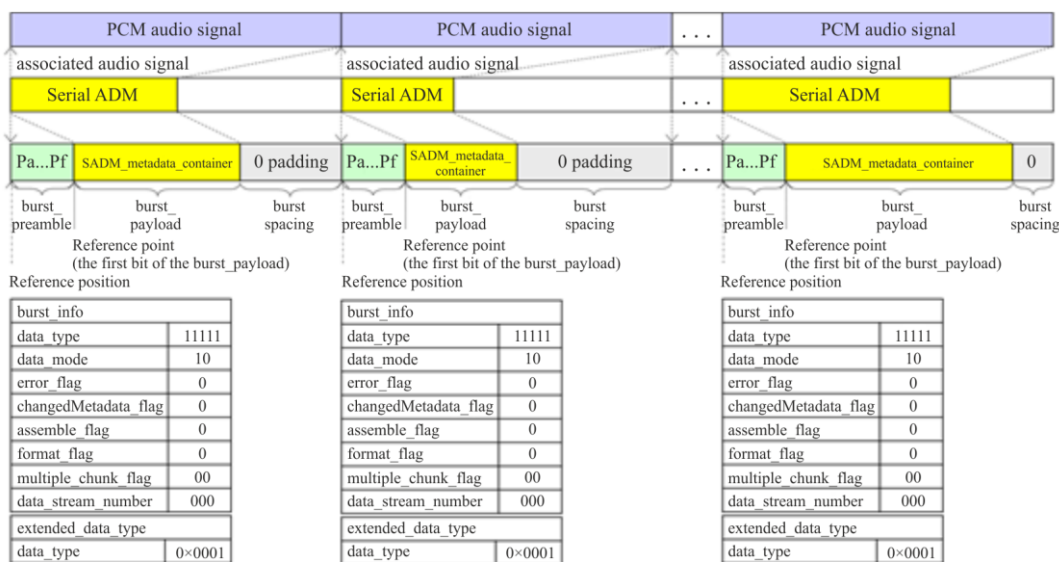 PCM audio signal PCM audio signal . . . PCM audio signal
associated audio signal associated audio signal associated audio signal
Serial ADM Serial ADM . . . Serial ADM
Pa...Pf SADM_metadata_container 0 padding Pa...Pf SADM_metadata_ container 0 padding . . . Pa...Pf SADM_metadata_container 0
burst_ burst_ burst burst_ burst_ burst burst_ burst_ burst
preamble payload spacing preamble payload spacing preamble payload spacing
Reference point Reference point Reference point
(the first bit of the burst_payload) (the first bit of the burst_payload) (the first bit of the burst_payload)
Reference position Reference position Reference position
burst_info burst_info burst_info
data_type 11111 data_type 11111 data_type 11111
data_mode 10 data_mode 10 data_mode 10
error_flag 0 error_flag 0 error_flag 0
changedMetadata_flag 0 changedMetadata_flag 0 changedMetadata_flag 0
assemble_flag 0 assemble_flag 0 assemble_flag 0
format_flag 0 format_flag 0 format_flag 0
multiple_chunk_flag 00 multiple_chunk_flag 00 multiple_chunk_flag 00
data_stream_number 000 data_stream_number 000 data_stream_number 000
extended_data_type extended_data_type extended_data_type
data_type 0×0001 data_type 0×0001 data_type 0×0001